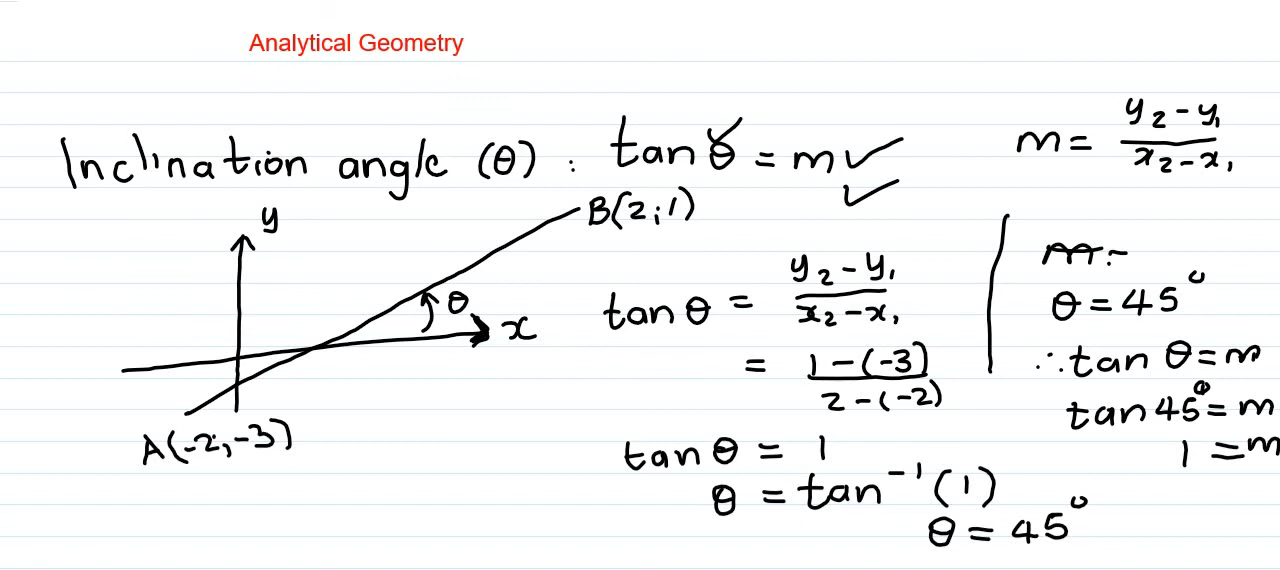 Analytical Geometry
Inclination angle (θ) : tan θ = m ✓
✓
m = (y₂ - y₁)/(x₂ - x₁)
y
B(2;1)
θ
x
A(-2;-3)
tan θ = (y₂ - y₁)/(x₂ - x₁)
= (1-(-3))/(2-(-2))
tan θ = 1
θ = tan⁻¹(1)
θ = 45°
m =
θ = 45°
∴ tan θ = m
tan 45° = m
1 = m